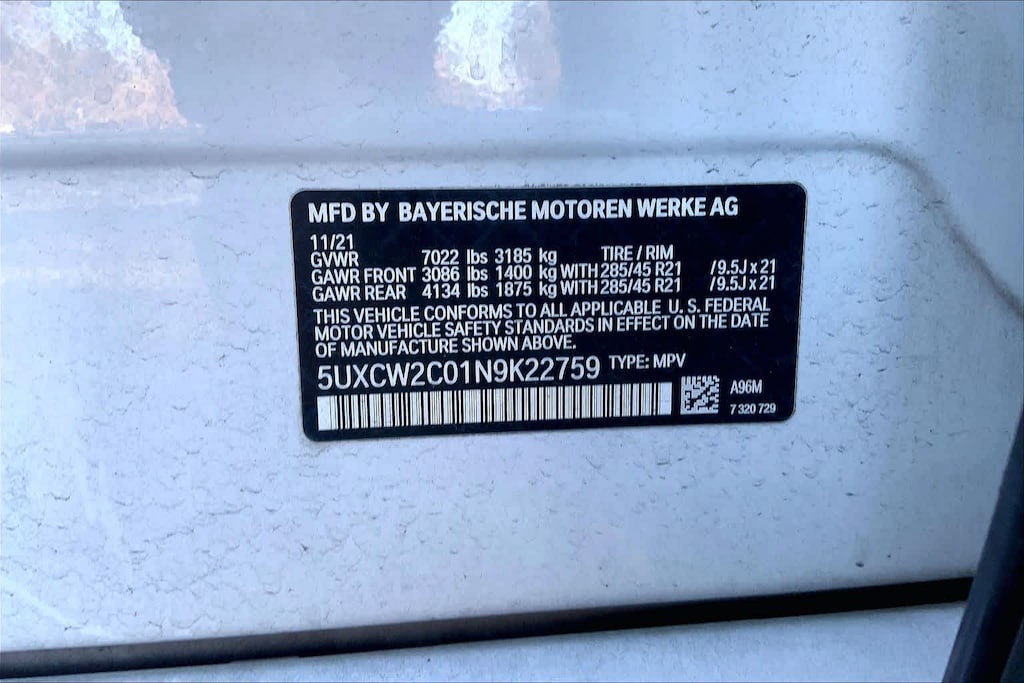 MFD BY BAYERISCHE MOTOREN WERKE AG
11/21
GVWR 7022 lbs 3185 kg TIRE / RIM
GAWR FRONT 3086 lbs 1400 kg WITH 285/45 R21 /9.5J x 21
GAWR REAR 4134 lbs 1875 kg WITH 285/45 R21 /9.5J x 21
THIS VEHICLE CONFORMS TO ALL APPLICABLE U. S. FEDERAL
MOTOR VEHICLE SAFETY STANDARDS IN EFFECT ON THE DATE
OF MANUFACTURE SHOWN ABOVE.
5UXCW2C01N9K22759 TYPE: MPV
A96M
7 320 729